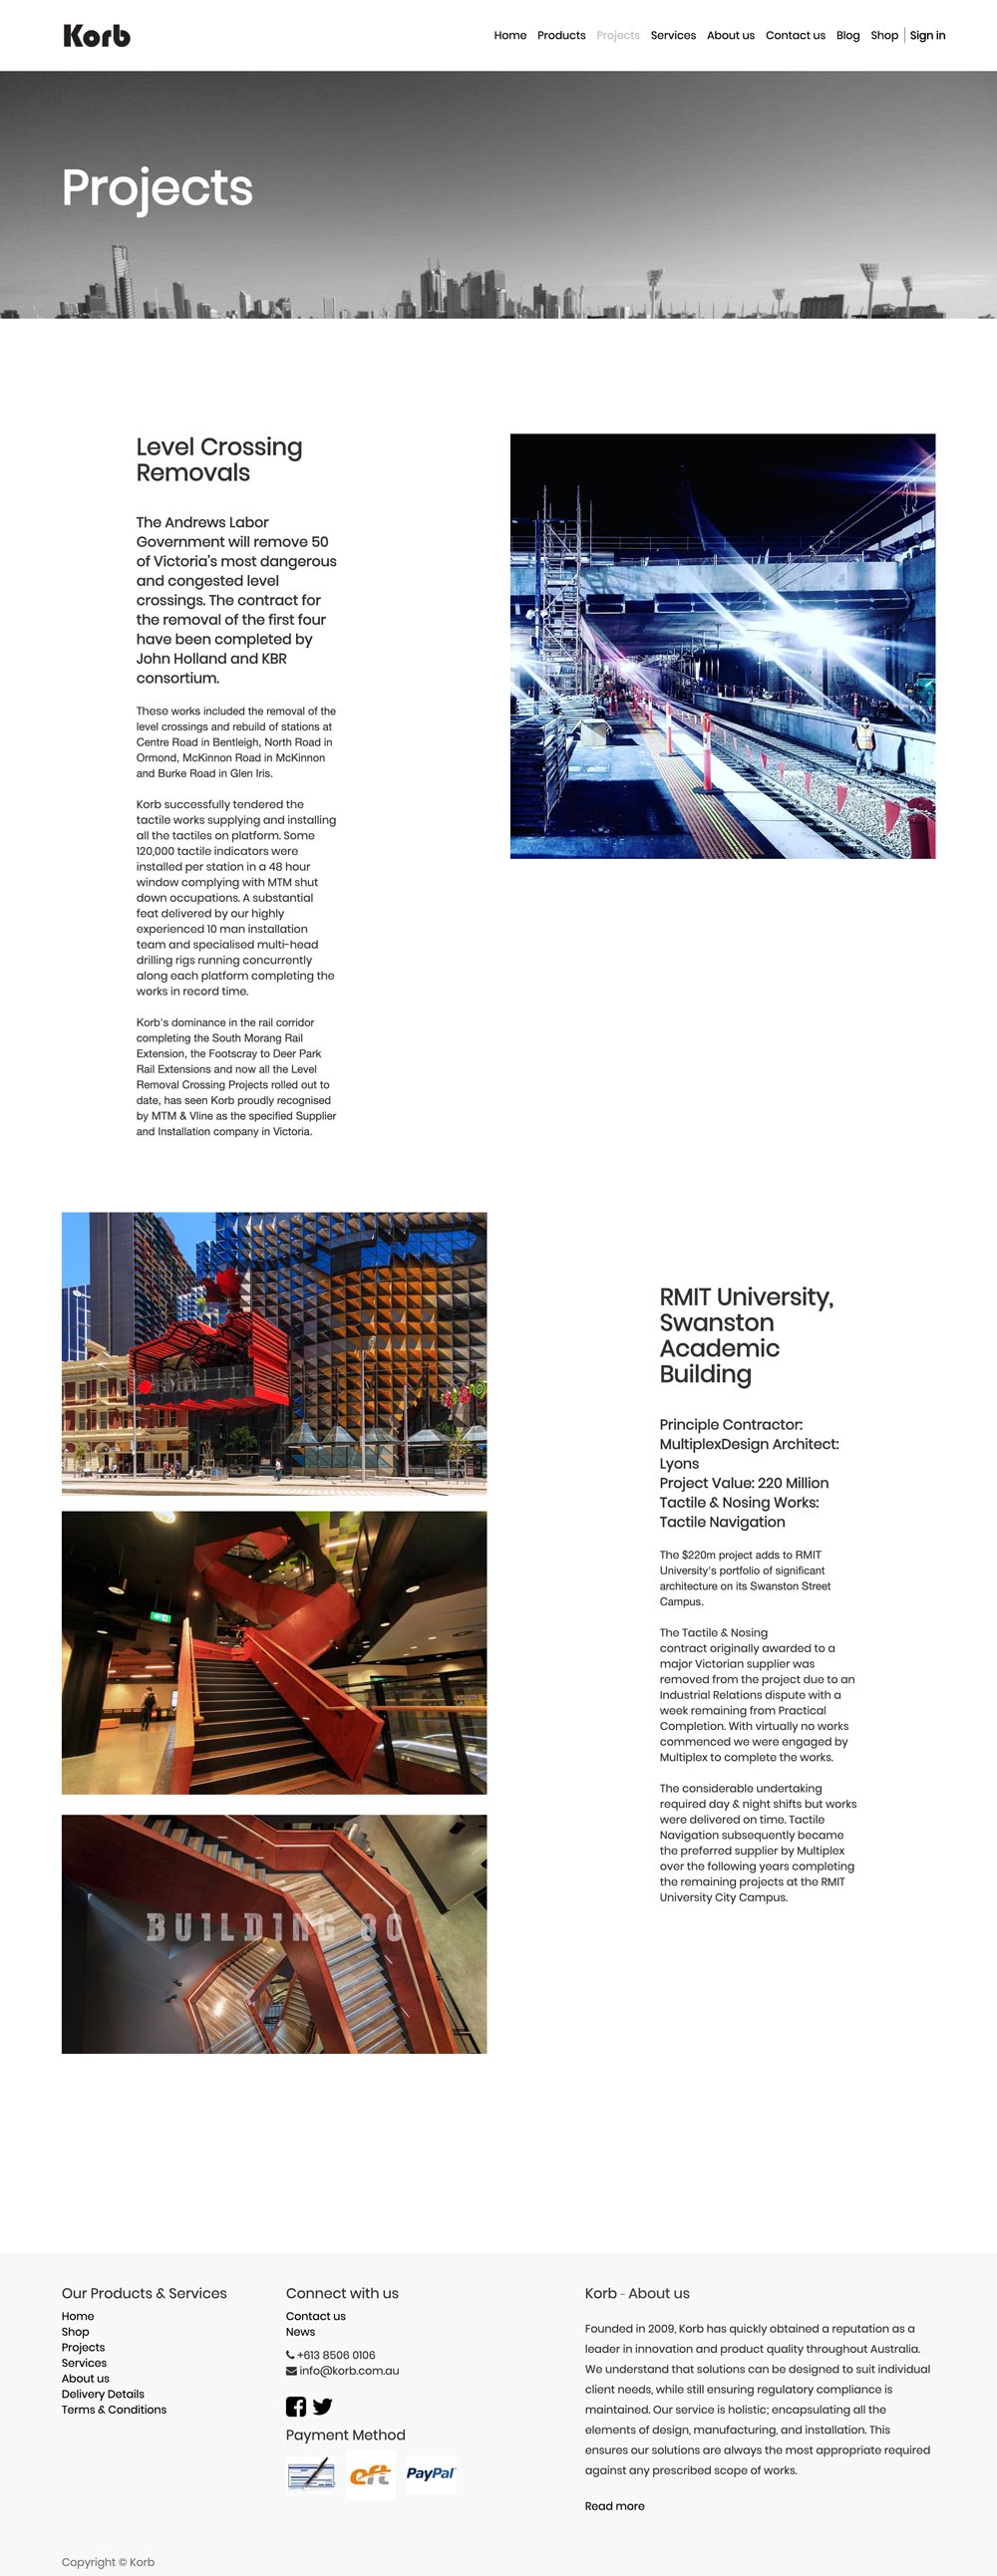 Korb
Home Products Projects Services About us Contact us Blog Shop Sign in
Projects
Level Crossing
Removals
The Andrews Labor
Government will remove 50
of Victoria's most dangerous
and congested level
crossings. The contract for
the removal of the first four
have been completed by
John Holland and KBR
consortium.
These works included the removal of the
level crossings and rebuild of stations at
Centre Road in Bentleigh, North Road in
Ormond, McKinnon Road in McKinnon
and Burke Road in Glen Iris.
Korb successfully tendered the
tactile works supplying and installing
all the tactiles on platform. Some
120,000 tactile indicators were
installed per station in a 48 hour
window complying with MTM shut
down occupations. A substantial
feat delivered by our highly
experienced 10 man installation
team and specialised multi-head
drilling rigs running concurrently
along each platform completing the
works in record time.
Korb's dominance in the rail corridor
completing the South Morang Rail
Extension, the Footscray to Deer Park
Rail Extensions and now all the Level
Removal Crossing Projects rolled out to
date, has seen Korb proudly recognised
by MTM & Vline as the specified Supplier
and Installation company in Victoria.
RMIT University,
Swanston
Academic
Building
Principle Contractor:
MultiplexDesign Architect:
Lyons
Project Value: 220 Million
Tactile & Nosing Works:
Tactile Navigation
The $220m project adds to RMIT
University's portfolio of significant
architecture on its Swanston Street
Campus.
The Tactile & Nosing
contract originally awarded to a
major Victorian supplier was
removed from the project due to an
Industrial Relations dispute with a
week remaining from Practical
Completion. With virtually no works
commenced we were engaged by
Multiplex to complete the works.
The considerable undertaking
required day & night shifts but works
were delivered on time. Tactile
Navigation subsequently became
the preferred supplier by Multiplex
over the following years completing
the remaining projects at the RMIT
University City Campus.
BUILDING 80
Our Products & Services
Home
Shop
Projects
Services
About us
Delivery Details
Terms & Conditions
Connect with us
Contact us
News
+613 8506 0106
info@korb.com.au
Payment Method
eft PayPal
Korb - About us
Founded in 2009, Korb has quickly obtained a reputation as a
leader in innovation and product quality throughout Australia.
We understand that solutions can be designed to suit individual
client needs, while still ensuring regulatory compliance is
maintained. Our service is holistic; encapsulating all the
elements of design, manufacturing, and installation. This
ensures our solutions are always the most appropriate required
against any prescribed scope of works.
Read more
Copyright © Korb